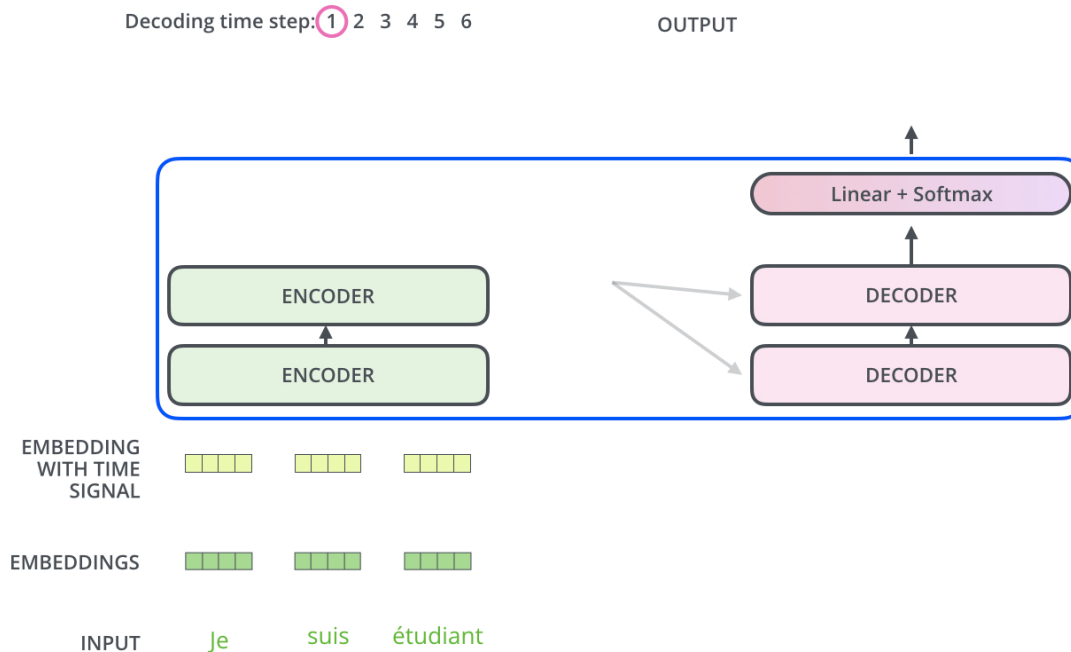 Decoding time step: 1 2 3 4 5 6
OUTPUT
Linear + Softmax
ENCODER
DECODER
ENCODER
DECODER
EMBEDDING
WITH TIME
SIGNAL
EMBEDDINGS
INPUT
Je suis étudiant